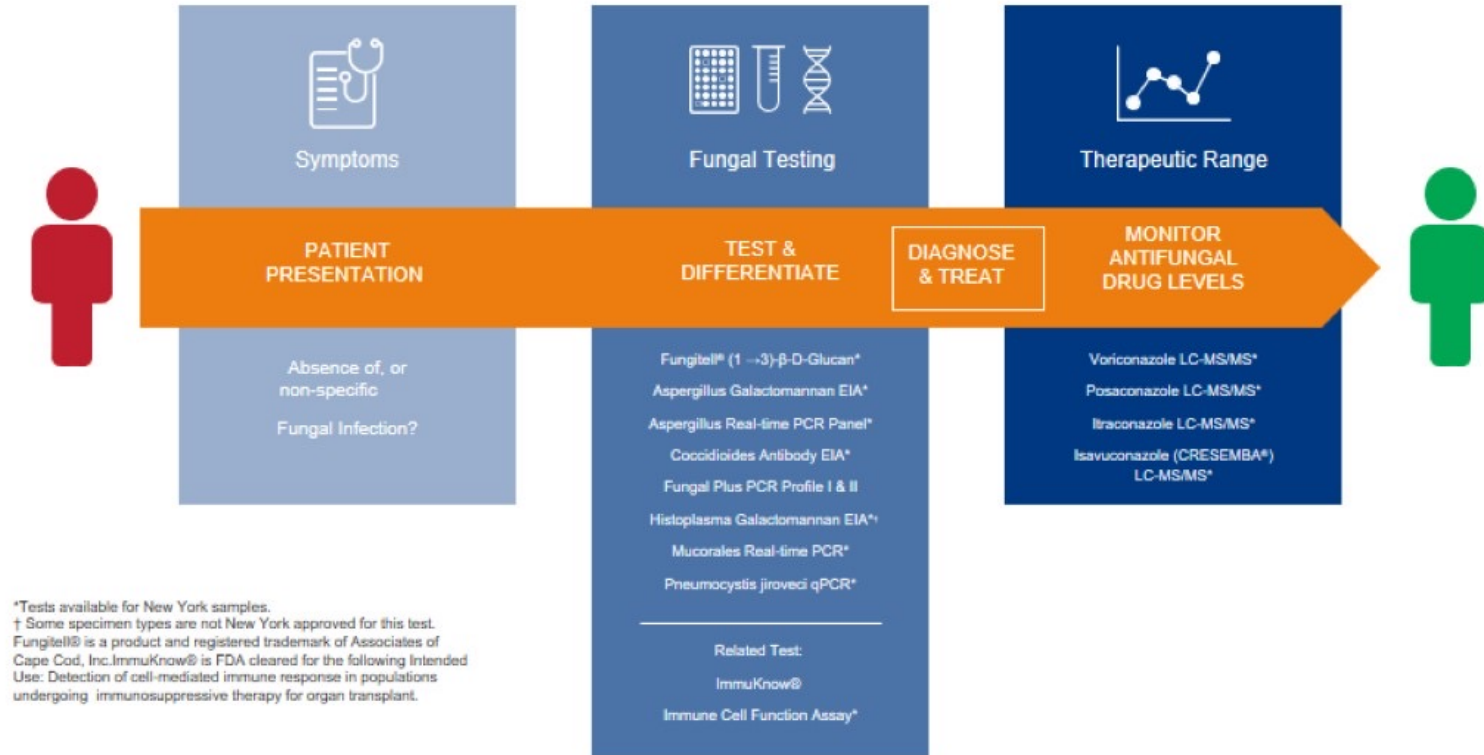 Symptoms
Fungal Testing
Therapeutic Range
PATIENT
PRESENTATION
TEST &
DIFFERENTIATE
DIAGNOSE
& TREAT
MONITOR
ANTIFUNGAL
DRUG LEVELS
Absence of, or
non-specific
Fungal Infection?
Fungitell® (1 →3)-β-D-Glucan*
Aspergillus Galactomannan EIA*
Aspergillus Real-time PCR Panel*
Coccidioides Antibody EIA*
Fungal Plus PCR Profile I & II
Histoplasma Galactomannan EIA*†
Mucorales Real-time PCR*
Pneumocystis jiroveci qPCR*
Related Test:
ImmuKnow®
Immune Cell Function Assay*
Voriconazole LC-MS/MS*
Posaconazole LC-MS/MS*
Itraconazole LC-MS/MS*
Isavuconazole (CRESEMBA®)
LC-MS/MS*
*Tests available for New York samples.
† Some specimen types are not New York approved for this test.
Fungitell® is a product and registered trademark of Associates of
Cape Cod, Inc.ImmuKnow® is FDA cleared for the following Intended
Use: Detection of cell-mediated immune response in populations
undergoing immunosuppressive therapy for organ transplant.